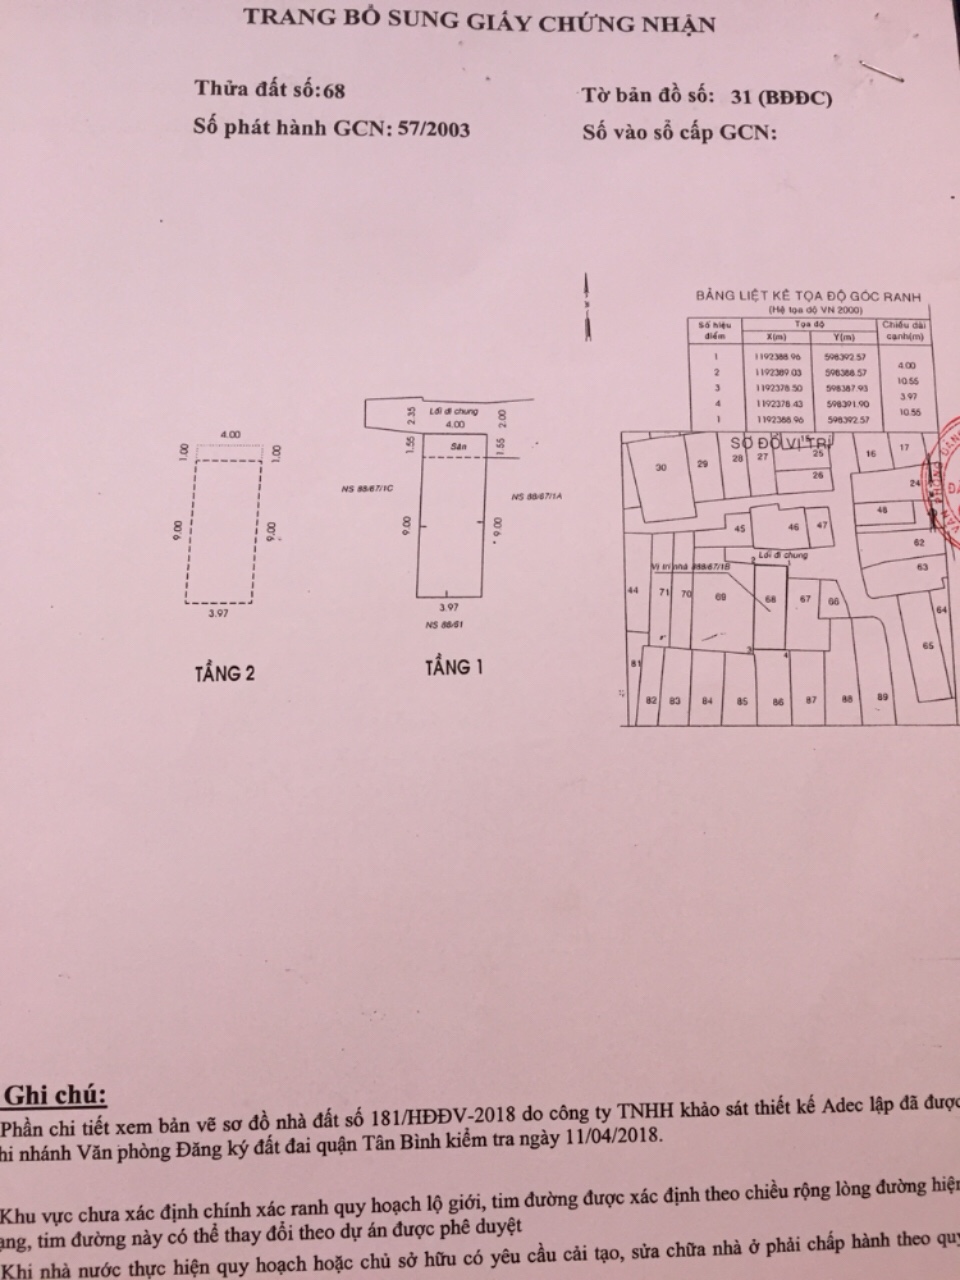 TRANG BỔ SUNG GIẤY CHỨNG NHẬN
Thửa đất số:68
Tờ bản đồ số: 31 (BĐĐC)
Số phát hành GCN: 57/2003
Số vào sổ cấp GCN:
BẢNG LIỆT KÊ TỌA ĐỘ GÓC RANH
(Hệ tọa độ VN 2000)
Số hiệu điểm Tọa độ Chiều dài cạnh(m)
X(m) Y(m)
1 1192388.96 598392.57
4.00
2 1192389.03 598388.57
10.55
3 1192378.50 598387.93
3.97
4 1192378.43 598391.90
10.55
1 1192388.96 598392.57
SƠ ĐỒ VỊ TRÍ
30 29 28 27 25 26 16 17 24
45 46 47 48 62 63
Lối đi chung
2 1
Vị trí nhà
44 71 70 69 68 67 66 64 65
3 4
81 82 83 84 85 86 87 88 89
2.35 Lối đi chung 2.00
4.00
1.55 Sân 1.55
NS 88/67/1C
NS 88/67/1A
9.00 9.00
3.97
NS 88/61
TẦNG 1
4.00
1.00 1.00
9.00 9.00
3.97
TẦNG 2
Ghi chú:
Phần chi tiết xem bản vẽ sơ đồ nhà đất số 181/HĐĐV-2018 do công ty TNHH khảo sát thiết kế Adec lập đã được
hi nhánh Văn phòng Đăng ký đất đai quận Tân Bình kiểm tra ngày 11/04/2018.
Khu vực chưa xác định chính xác ranh quy hoạch lộ giới, tim đường được xác định theo chiều rộng lòng đường hiện
ạng, tim đường này có thể thay đổi theo dự án được phê duyệt
Khi nhà nước thực hiện quy hoạch hoặc chủ sở hữu có yêu cầu cải tạo, sửa chữa nhà ở phải chấp hành theo quy